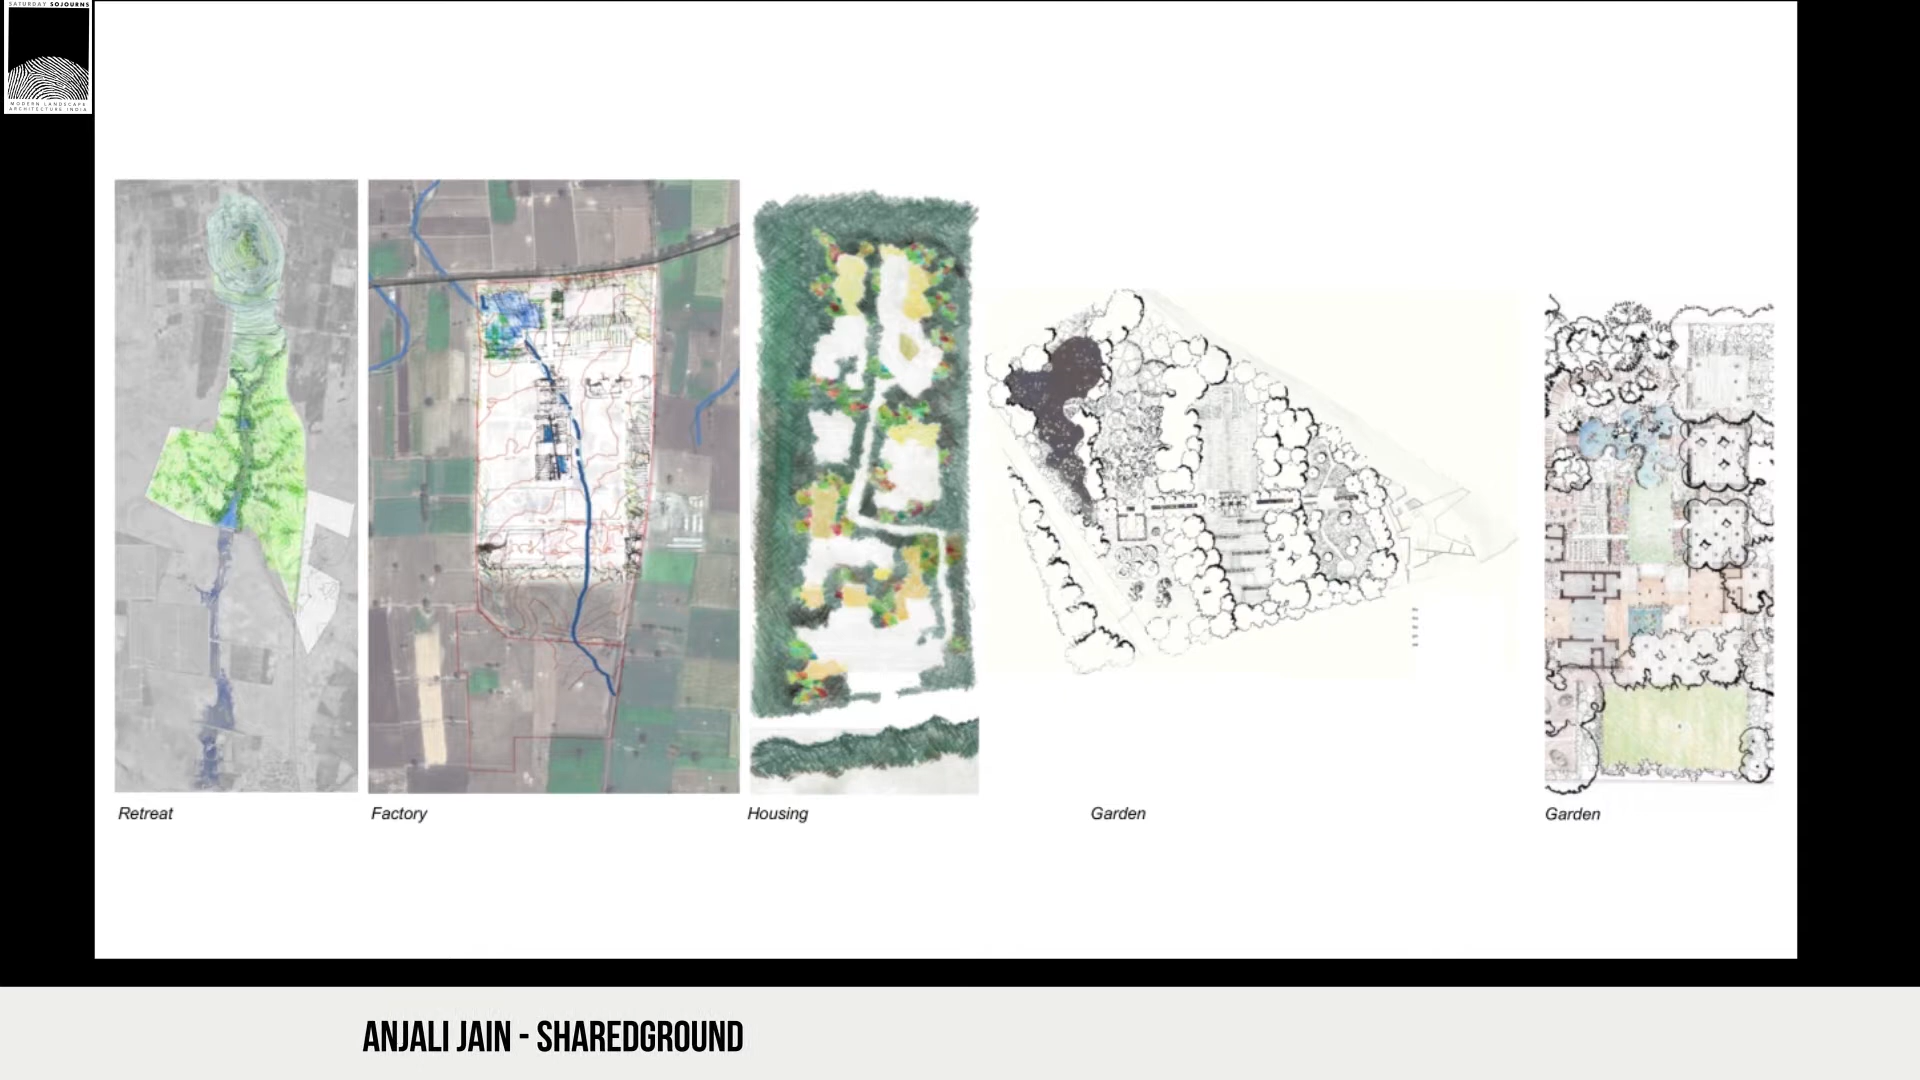 SATURDAY SOJOURNS
MODERN LANDSCAPE
ARCHITECTURE INDIA
Retreat
Factory
Housing
Garden
Garden
ANJALI JAIN - SHAREDGROUND